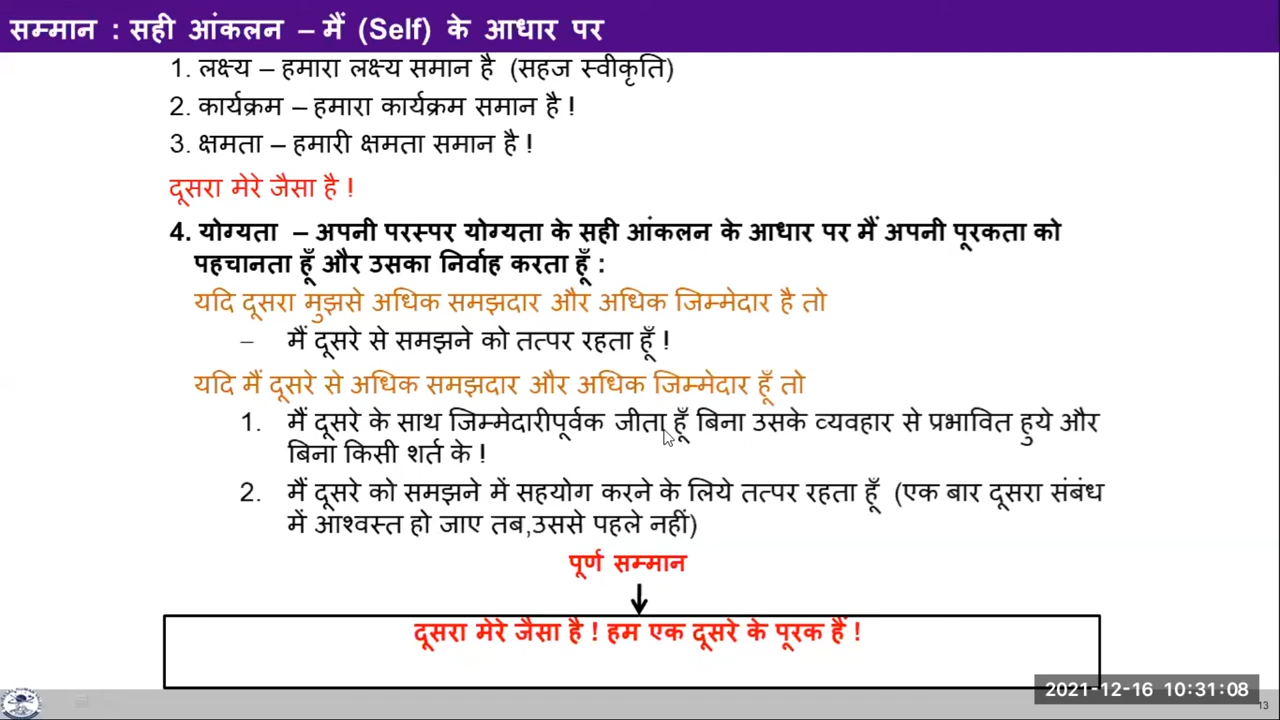 सम्मान : सही आंकलन – मैं (Self) के आधार पर
1. लक्ष्य – हमारा लक्ष्य समान है (सहज स्वीकृति)
2. कार्यक्रम – हमारा कार्यक्रम समान है !
3. क्षमता – हमारी क्षमता समान है !
दूसरा मेरे जैसा है !
4. योग्यता – अपनी परस्पर योग्यता के सही आंकलन के आधार पर मैं अपनी पूरकता को
पहचानता हूँ और उसका निर्वाह करता हूँ :
यदि दूसरा मुझसे अधिक समझदार और अधिक जिम्मेदार है तो
– मैं दूसरे से समझने को तत्पर रहता हूँ !
यदि मैं दूसरे से अधिक समझदार और अधिक जिम्मेदार हूँ तो
1. मैं दूसरे के साथ जिम्मेदारीपूर्वक जीता हूँ बिना उसके व्यवहार से प्रभावित हुये और
बिना किसी शर्त के !
2. मैं दूसरे को समझने में सहयोग करने के लिये तत्पर रहता हूँ (एक बार दूसरा संबंध
में आश्वस्त हो जाए तब,उससे पहले नहीं)
पूर्ण सम्मान
दूसरा मेरे जैसा है ! हम एक दूसरे के पूरक हैं !
2021-12-16 10:31:08
13